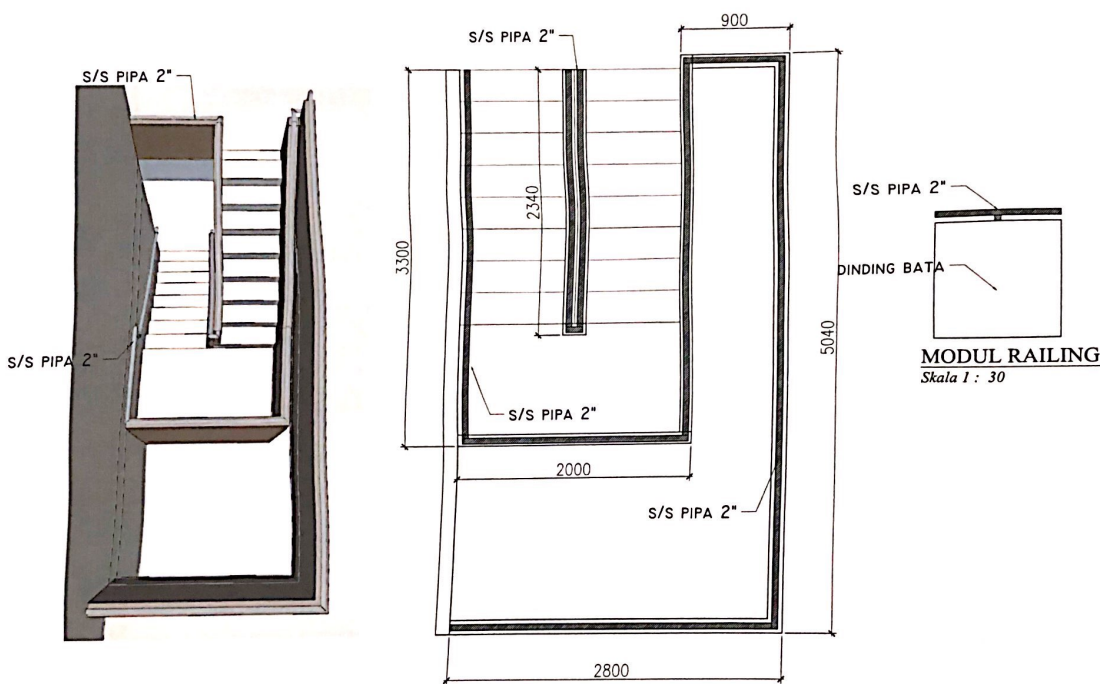 S/S PIPA 2"
S/S PIPA 2"
S/S PIPA 2"
900
2340
3300
5040
S/S PIPA 2"
2000
S/S PIPA 2"
2800
S/S PIPA 2"
DINDING BATA
MODUL RAILING
Skala 1 : 30